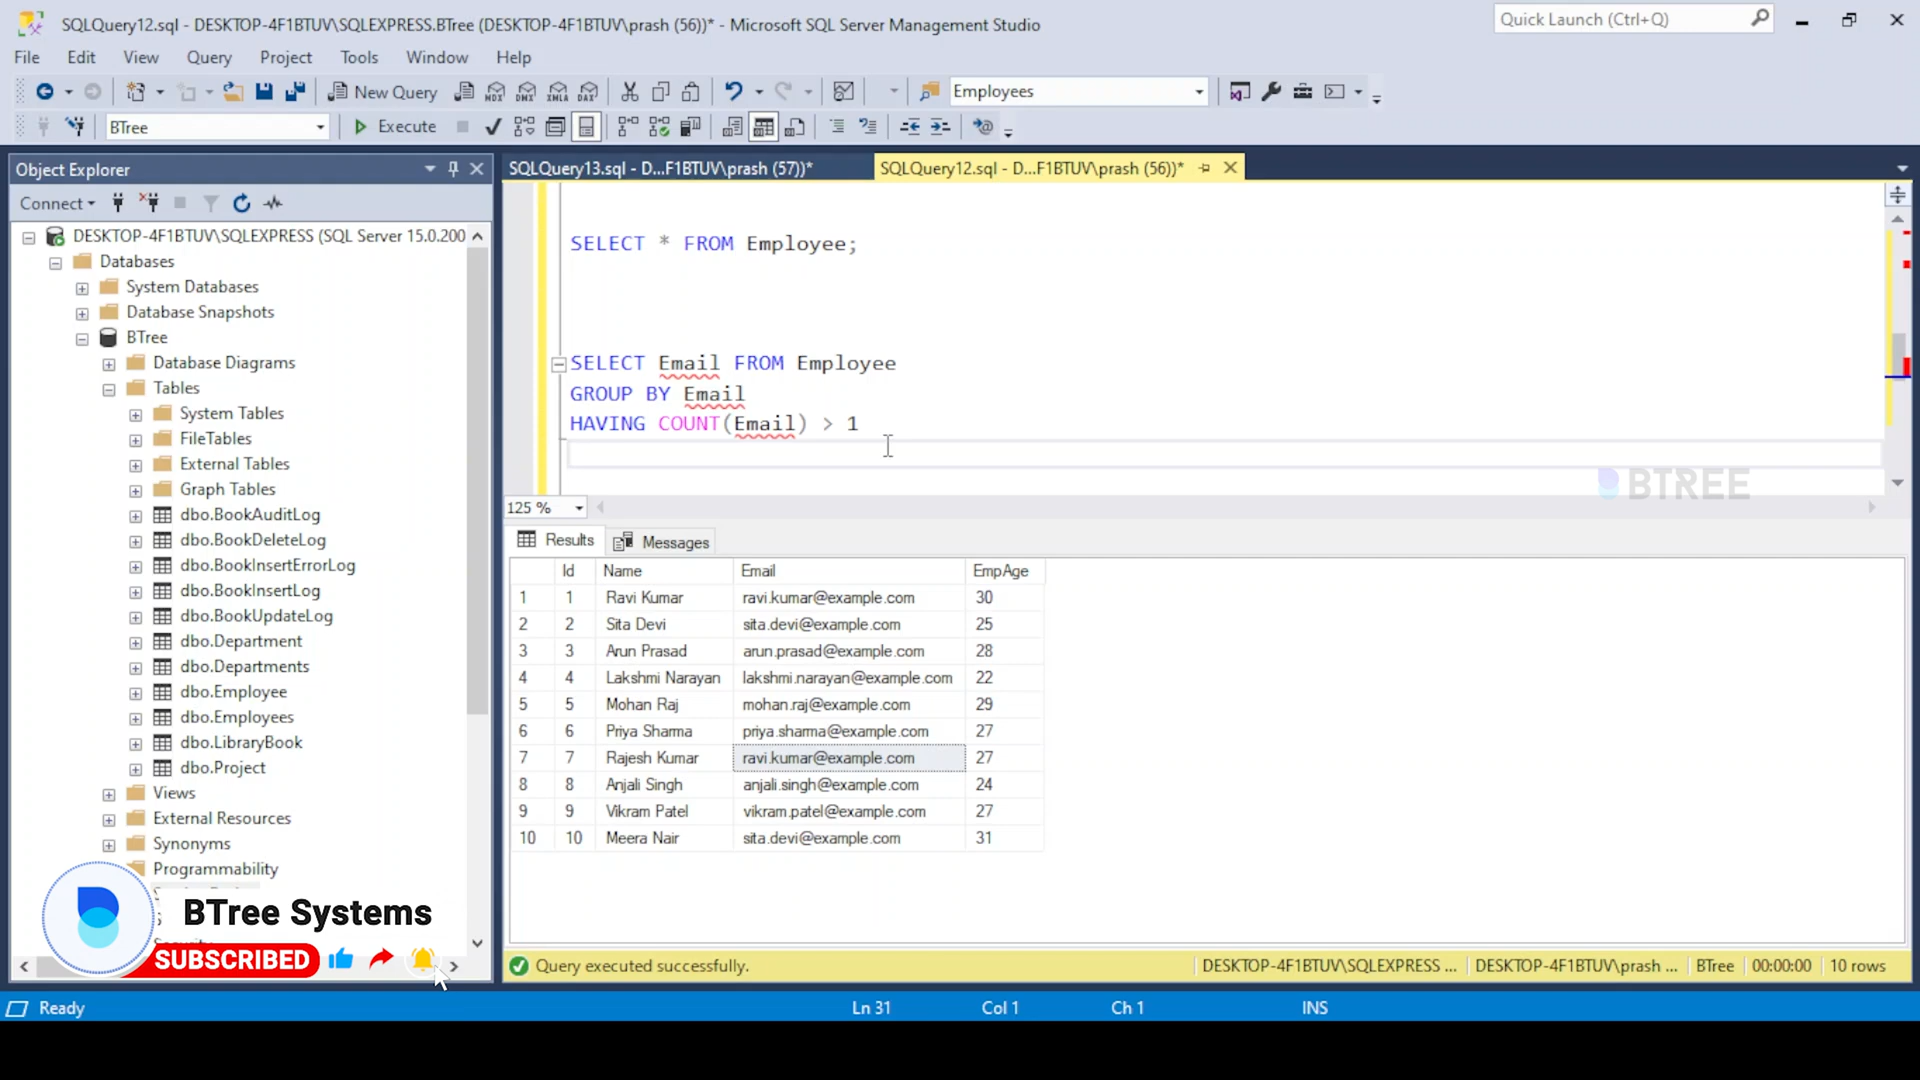 SQLQuery12.sql - DESKTOP-4F1BTUV\SQLEXPRESS.BTree (DESKTOP-4F1BTUV\prash (56))* - Microsoft SQL Server Management Studio
Quick Launch (Ctrl+Q)
File Edit View Query Project Tools Window Help
New Query MDX DMX XMLA DAX Employees
BTree Execute
Object Explorer
SQLQuery13.sql - D...F1BTUV\prash (57))* SQLQuery12.sql - D...F1BTUV\prash (56))*
Connect
DESKTOP-4F1BTUV\SQLEXPRESS (SQL Server 15.0.200
Databases
System Databases
Database Snapshots
BTree
Database Diagrams
Tables
System Tables
FileTables
External Tables
Graph Tables
dbo.BookAuditLog
dbo.BookDeleteLog
dbo.BookInsertErrorLog
dbo.BookInsertLog
dbo.BookUpdateLog
dbo.Department
dbo.Departments
dbo.Employee
dbo.Employees
dbo.LibraryBook
dbo.Project
Views
External Resources
Synonyms
Programmability
BTree Systems
SUBSCRIBED
SELECT * FROM Employee;
SELECT Email FROM Employee
GROUP BY Email
HAVING COUNT(Email) > 1
BTREE
125 %
Results Messages
Id Name Email EmpAge
1 1 Ravi Kumar ravi.kumar@example.com 30
2 2 Sita Devi sita.devi@example.com 25
3 3 Arun Prasad arun.prasad@example.com 28
4 4 Lakshmi Narayan lakshmi.narayan@example.com 22
5 5 Mohan Raj mohan.raj@example.com 29
6 6 Priya Sharma priya.sharma@example.com 27
7 7 Rajesh Kumar ravi.kumar@example.com 27
8 8 Anjali Singh anjali.singh@example.com 24
9 9 Vikram Patel vikram.patel@example.com 27
10 10 Meera Nair sita.devi@example.com 31
Query executed successfully. DESKTOP-4F1BTUV\SQLEXPRESS ... DESKTOP-4F1BTUV\prash ... BTree 00:00:00 10 rows
Ready Ln 31 Col 1 Ch 1 INS